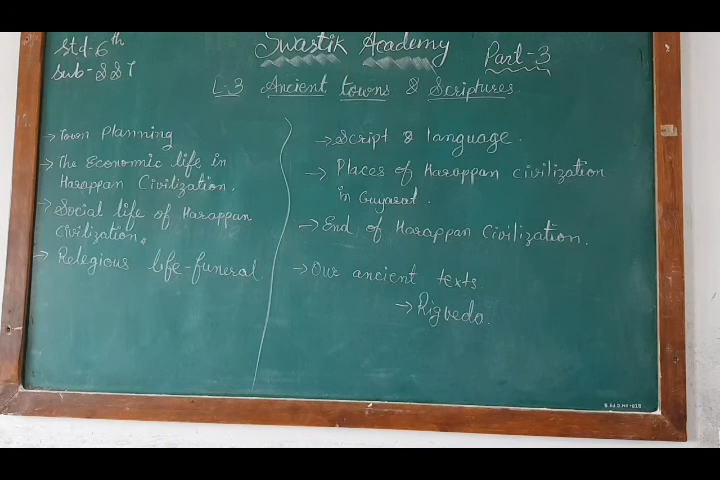 Std-6th
Sub-SST
Swastik Academy
Part-3
L-3 Ancient towns & Scriptures.
→ Town Planning
→ The Economic life in
Harappan Civilization.
→ Social life of Harappan
Civilization.
→ Relegious life-funeral.
→ Script & language.
→ Places of Harappan civilization
in Gujarat.
→ End of Harappan Civilization.
→ Our ancient texts
→ Rigveda.